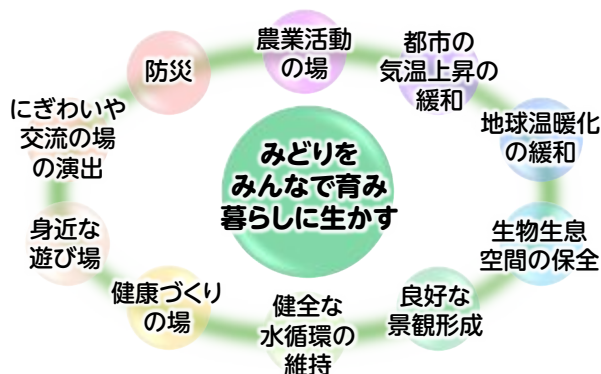 農業活動
の場
都市の
気温上昇の
緩和
地球温暖化
の緩和
生物生息
空間の保全
良好な
景観形成
健全な
水循環の
維持
健康づくり
の場
身近な
遊び場
にぎわいや
交流の場
の演出
防災
みどりを
みんなで育み
暮らしに生かす